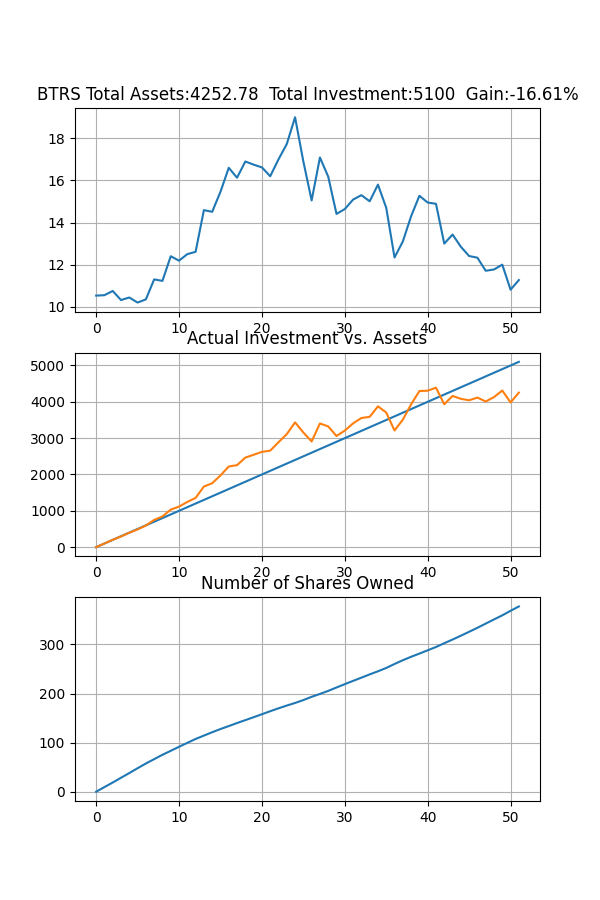 BTRS Total Assets:4252.78  Total Investment:5100  Gain:-16.61%
18
16
14
12
10
0 10 20 30 40 50
Actual Investment vs. Assets
5000
4000
3000
2000
1000
0
0 10 20 30 40 50
Number of Shares Owned
300
200
100
0
0 10 20 30 40 50